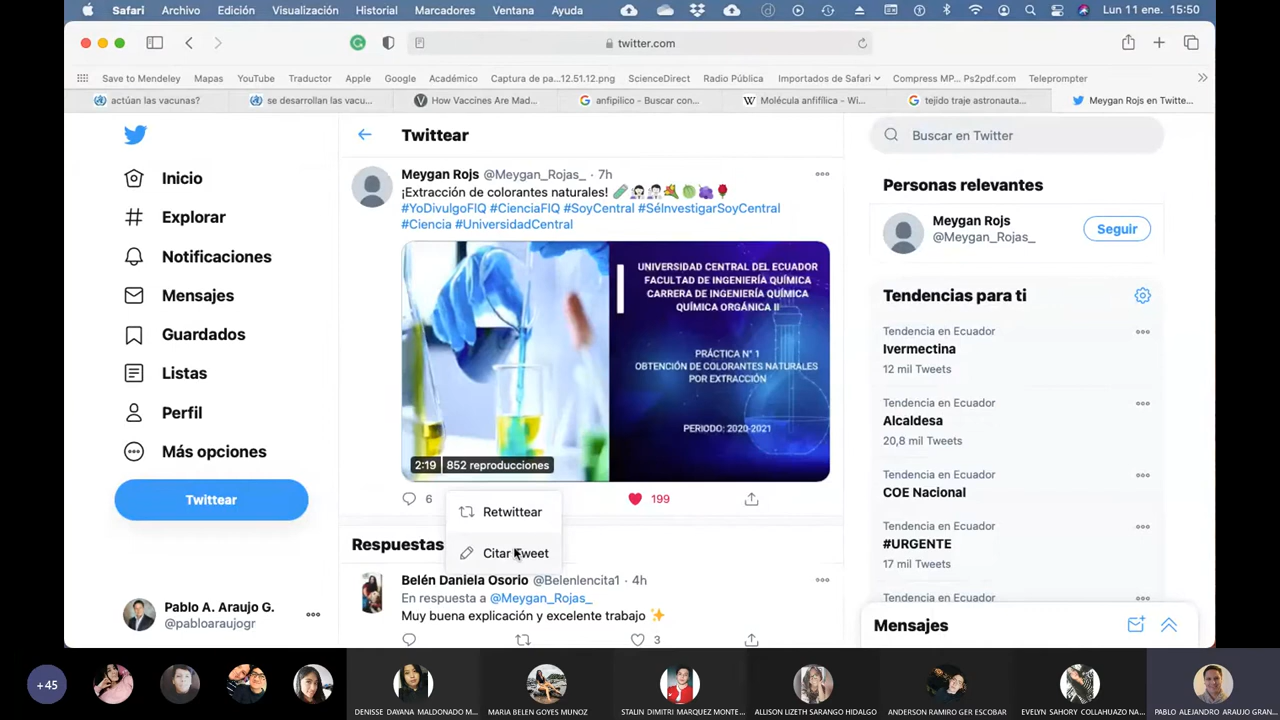 Safari Archivo Edición Visualización Historial Marcadores Ventana Ayuda Lun 11 ene. 15:50
twitter.com
Save to Mendeley Mapas YouTube Traductor Apple Google Académico Captura de pa...12.51.12.png ScienceDirect Radio Pública Importados de Safari Compress MP... Ps2pdf.com Teleprompter
actúan las vacunas? se desarrollan las vacu... How Vaccines Are Mad... anfipilico - Buscar con... Molécula anfifílica - Wi... tejido traje astronauta... Meygan Rojs en Twitte...
Inicio
Explorar
Notificaciones
Mensajes
Guardados
Listas
Perfil
Más opciones
Twittear
Pablo A. Araujo G.
@pabloaraujogr
Twittear
Meygan Rojs @Meygan_Rojas_ · 7h
¡Extracción de colorantes naturales!
#YoDivulgoFIQ #CienciaFIQ #SoyCentral #SéInvestigarSoyCentral
#Ciencia #UniversidadCentral
UNIVERSIDAD CENTRAL DEL ECUADOR
FACULTAD DE INGENIERÍA QUÍMICA
CARRERA DE INGENIERÍA QUÍMICA
QUÍMICA ORGÁNICA II
PRÁCTICA N° 1
OBTENCIÓN DE COLORANTES NATURALES
POR EXTRACCIÓN
PERIODO: 2020-2021
2:19 852 reproducciones
6 199
Retwittear
Citar Tweet
Respuestas
Belén Daniela Osorio @Belenlencita1 · 4h
En respuesta a @Meygan_Rojas_
Muy buena explicación y excelente trabajo
3
Buscar en Twitter
Personas relevantes
Meygan Rojs
@Meygan_Rojas_
Seguir
Tendencias para ti
Tendencia en Ecuador
Ivermectina
12 mil Tweets
Tendencia en Ecuador
Alcaldesa
20,8 mil Tweets
Tendencia en Ecuador
COE Nacional
Tendencia en Ecuador
#URGENTE
17 mil Tweets
Tendencia en Ecuador
Mensajes
+45
DENISSE DAYANA MALDONADO M... MARIA BELEN GOYES MUNOZ STALIN DIMITRI MARQUEZ MONTE... ALLISON LIZETH SARANGO HIDALGO ANDERSON RAMIRO GER ESCOBAR EVELYN SAHORY COLLAHUAZO NA... PABLO ALEJANDRO ARAUJO GRAN...